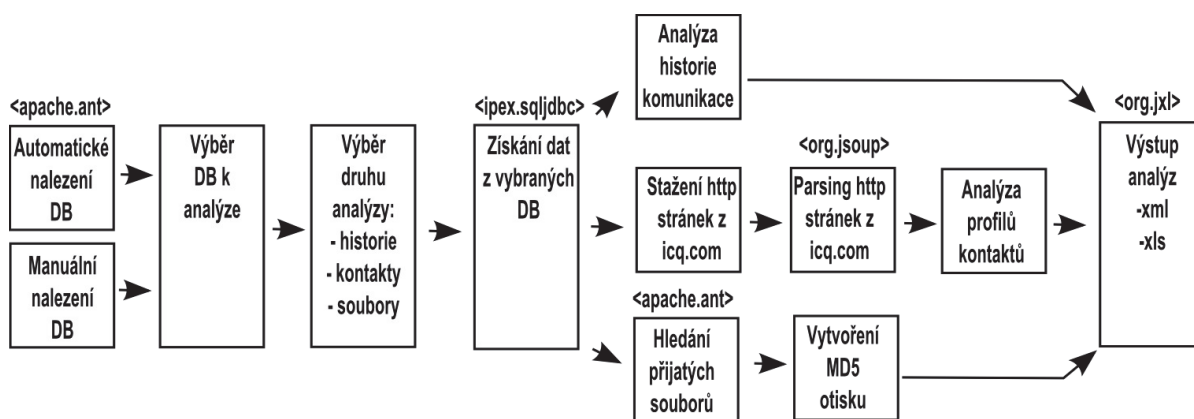 <apache.ant>
Automatické
nalezení
DB
Manuální
nalezení
DB
Výběr
DB k
analýze
Výběr
druhu
analýzy:
- historie
- kontakty
- soubory
<ipex.sqljdbc>
Získání dat
z vybraných
DB
Analýza
historie
komunikace
Stažení http
stránek z
icq.com
<org.jsoup>
Parsing http
stránek z
icq.com
Analýza
profilů
kontaktů
<apache.ant>
Hledání
přijatých
souborů
Vytvoření
MD5
otisku
<org.jxl>
Výstup
analýz
-xml
-xls